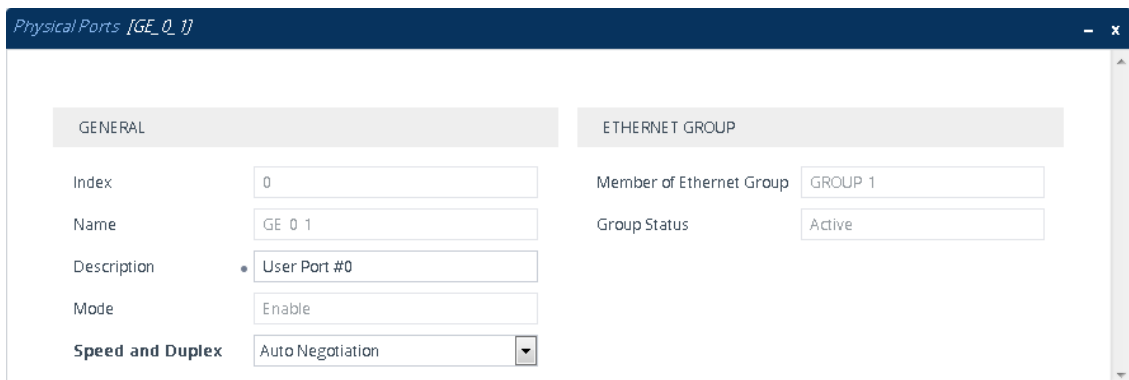 Physical Ports [GE_0_1]
– x
GENERAL
Index 0
Name GE 0 1
Description User Port #0
Mode Enable
Speed and Duplex Auto Negotiation
ETHERNET GROUP
Member of Ethernet Group GROUP 1
Group Status Active